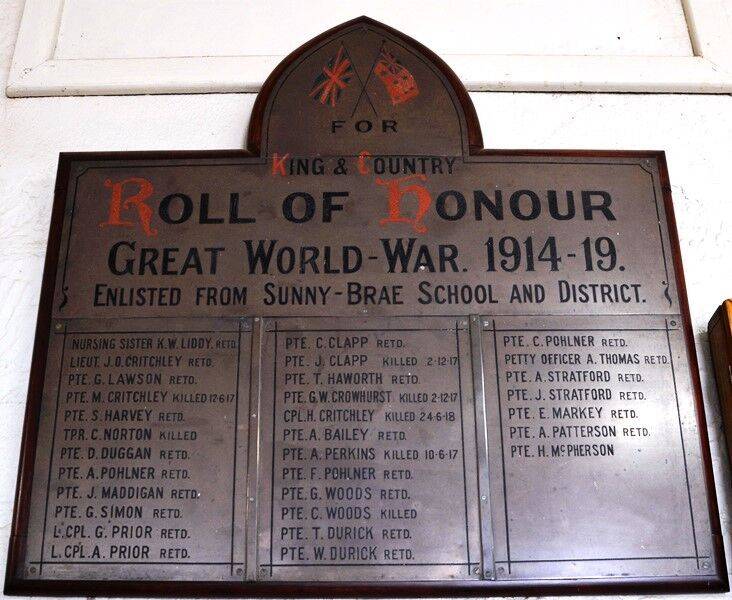 FOR
KING & COUNTRY
ROLL OF HONOUR
GREAT WORLD-WAR. 1914-19.
ENLISTED FROM SUNNY-BRAE SCHOOL AND DISTRICT.
NURSING SISTER K.W. LIDDY. RETD.
LIEUT. J.O. CRITCHLEY RETD.
PTE. G. LAWSON RETD.
PTE. M. CRITCHLEY KILLED 12·6·17
PTE. S. HARVEY RETD.
TPR. C. NORTON KILLED
PTE. D. DUGGAN RETD.
PTE. A. POHLNER RETD.
PTE. J. MADDIGAN RETD.
PTE. G. SIMON RETD.
L.CPL. G. PRIOR RETD.
L.CPL. A. PRIOR RETD.
PTE. C. CLAPP RETD.
PTE. J. CLAPP KILLED 2-12-17
PTE. T. HAWORTH RETD.
PTE. G.W. CROWHURST KILLED 2-12-17
CPL. H. CRITCHLEY KILLED 24-6-18
PTE. A. BAILEY RETD.
PTE. A. PERKINS KILLED 10-6-17
PTE. F. POHLNER RETD.
PTE. G. WOODS RETD.
PTE. C. WOODS KILLED
PTE. T. DURICK RETD.
PTE. W. DURICK RETD.
PTE. C. POHLNER RETD.
PETTY OFFICER A. THOMAS RETD.
PTE. A. STRATFORD RETD.
PTE. J. STRATFORD RETD.
PTE. E. MARKEY RETD.
PTE. A. PATTERSON RETD.
PTE. H. McPHERSON